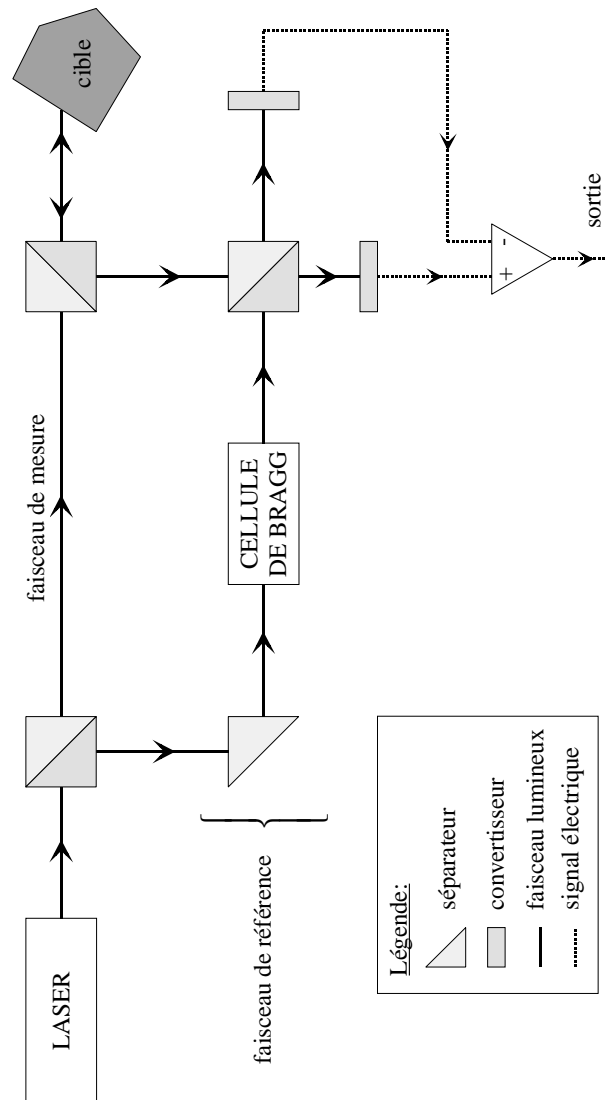 LASER
faisceau de mesure
cible
faisceau de référence
CELLULE
DE BRAGG
+
-
sortie
Légende:
séparateur
convertisseur
faisceau lumineux
signal électrique